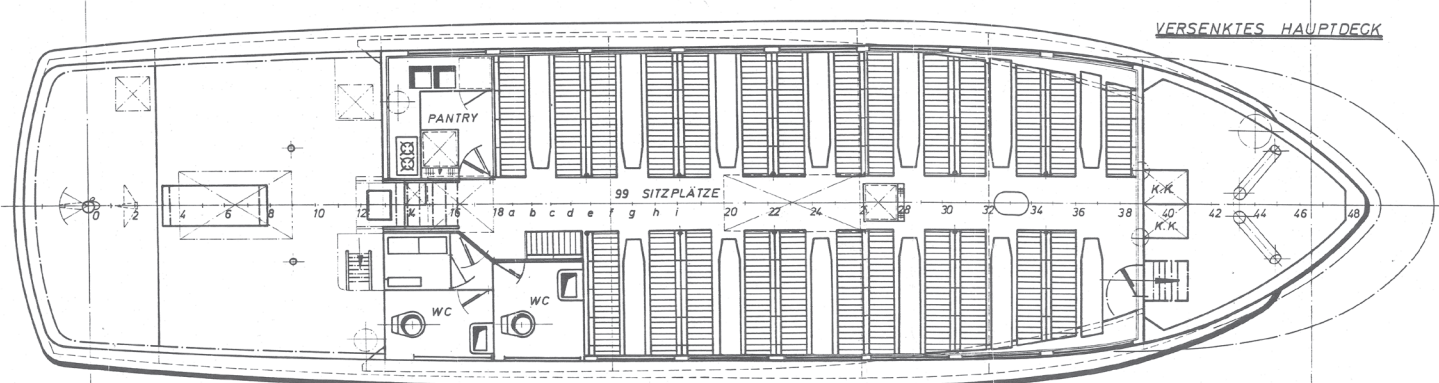 VERSENKTES HAUPTDECK
PANTRY
99 SITZPLÄTZE
K.K.
0 2 4 6 8 10 12 14 16 18 a b c d e f g h i 20 22 24 28 30 32 34 36 38 40 42 44 46 48
K.K.
WC
WC